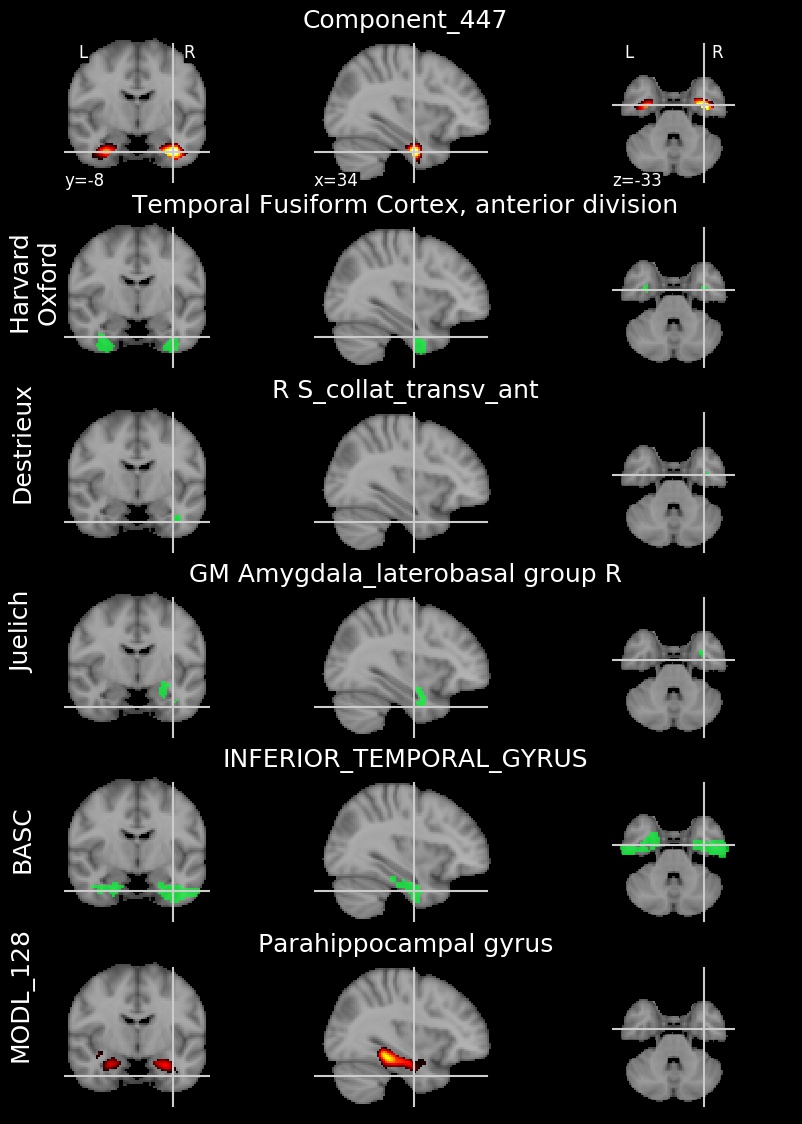 Component_447
L R
L R
y=-8
x=34
z=-33
Temporal Fusiform Cortex, anterior division
Harvard
Oxford
R S_collat_transv_ant
Destrieux
GM Amygdala_laterobasal group R
Juelich
INFERIOR_TEMPORAL_GYRUS
BASC
Parahippocampal gyrus
MODL_128